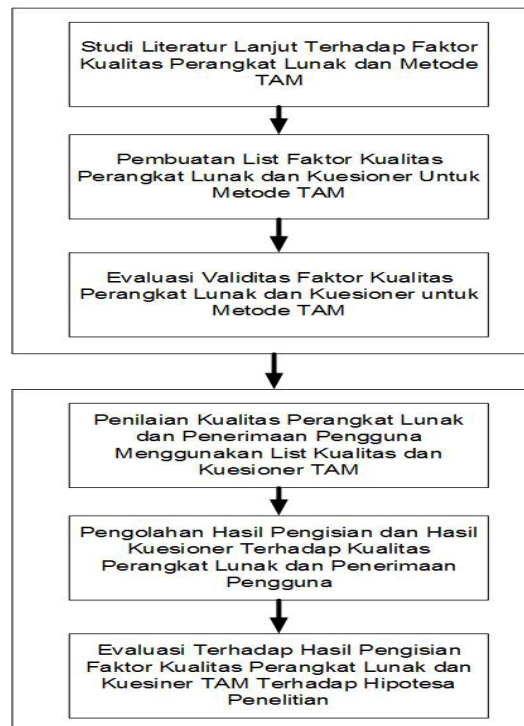 Studi Literatur Lanjut Terhadap Faktor
Kualitas Perangkat Lunak dan Metode
TAM
Pembuatan List Faktor Kualitas
Perangkat Lunak dan Kuesioner Untuk
Metode TAM
Evaluasi Validitas Faktor Kualitas
Perangkat Lunak dan Kuesioner untuk
Metode TAM
Penilaian Kualitas Perangkat Lunak
dan Penerimaan Pengguna
Menggunakan List Kualitas dan
Kuesioner TAM
Pengolahan Hasil Pengisian dan Hasil
Kuesioner Terhadap Kualitas
Perangkat Lunak dan Penerimaan
Pengguna
Evaluasi Terhadap Hasil Pengisian
Faktor Kualitas Perangkat Lunak dan
Kuesiner TAM Terhadap Hipotesa
Penelitian